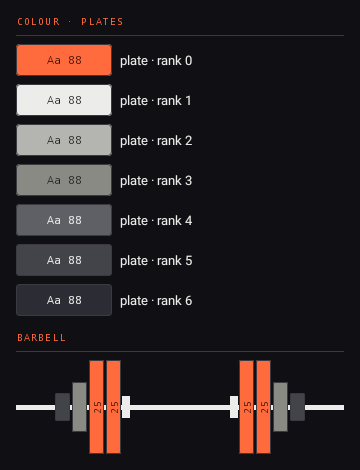 COLOUR · PLATES
Aa 88 plate · rank 0
Aa 88 plate · rank 1
Aa 88 plate · rank 2
Aa 88 plate · rank 3
Aa 88 plate · rank 4
Aa 88 plate · rank 5
Aa 88 plate · rank 6
BARBELL
25 25 25 25